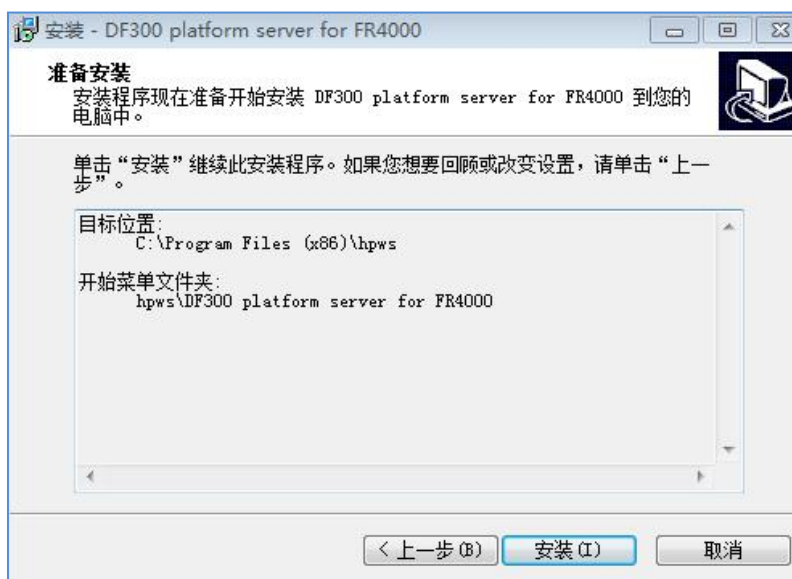 安装 - DF300 platform server for FR4000
准备安装
安装程序现在准备开始安装 DF300 platform server for FR4000 到您的
电脑中。
单击“安装”继续此安装程序。如果您想要回顾或改变设置，请单击“上一
步”。
目标位置:
C:\Program Files (x86)\hpws
开始菜单文件夹:
hpws\DF300 platform server for FR4000
< 上一步(B)
安装(I)
取消